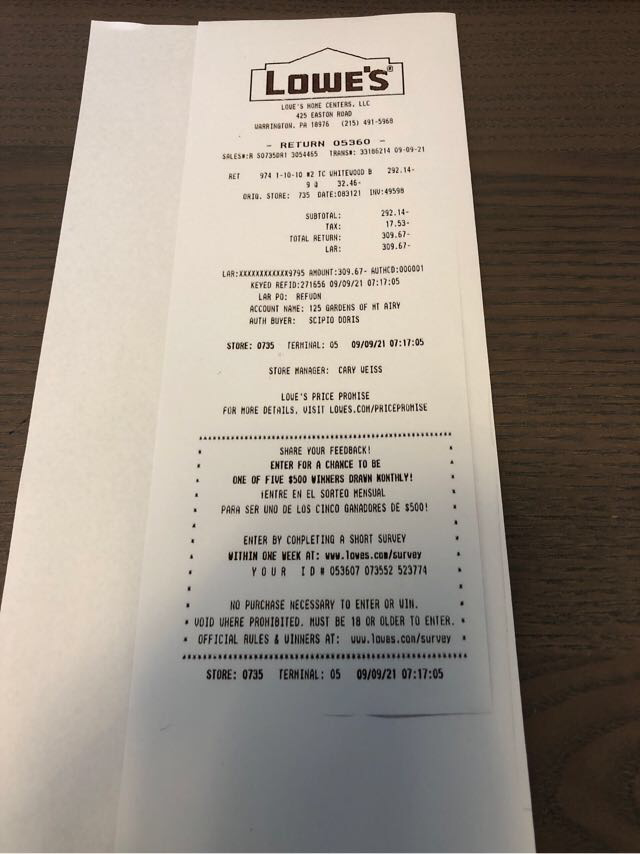 LOWE'S®
LOWE'S HOME CENTERS, LLC
425 EASTON ROAD
WARRINGTON, PA 18976 (215) 491-5968
- RETURN 05360 -
SALES#:R S0735DR1 3054465 TRANS#: 33186214 09-09-21
RET 974 1-10-10 #2 TC WHITEWOOD B 292.14-
9 @ 32.46-
ORIG. STORE: 735 DATE:083121 INV:49598
SUBTOTAL: 292.14-
TAX: 17.53-
TOTAL RETURN: 309.67-
LAR: 309.67-
LAR:XXXXXXXXXXXX9795 AMOUNT:309.67- AUTHCD:000001
KEYED REFID:271656 09/09/21 07:17:05
LAR PO: REFUDN
ACCOUNT NAME: 125 GARDENS OF MT AIRY
AUTH BUYER: SCIPIO DORIS
STORE: 0735 TERMINAL: 05 09/09/21 07:17:05
STORE MANAGER: CARY WEISS
LOWE'S PRICE PROMISE
FOR MORE DETAILS, VISIT LOWES.COM/PRICEPROMISE
SHARE YOUR FEEDBACK!
ENTER FOR A CHANCE TO BE
ONE OF FIVE $500 WINNERS DRAWN MONTHLY!
¡ENTRE EN EL SORTEO MENSUAL
PARA SER UNO DE LOS CINCO GANADORES DE $500!
ENTER BY COMPLETING A SHORT SURVEY
WITHIN ONE WEEK AT: www.lowes.com/survey
YOUR ID# 053607 073552 523774
NO PURCHASE NECESSARY TO ENTER OR WIN.
VOID WHERE PROHIBITED. MUST BE 18 OR OLDER TO ENTER.
OFFICIAL RULES & WINNERS AT: www.lowes.com/survey
STORE: 0735 TERMINAL: 05 09/09/21 07:17:05